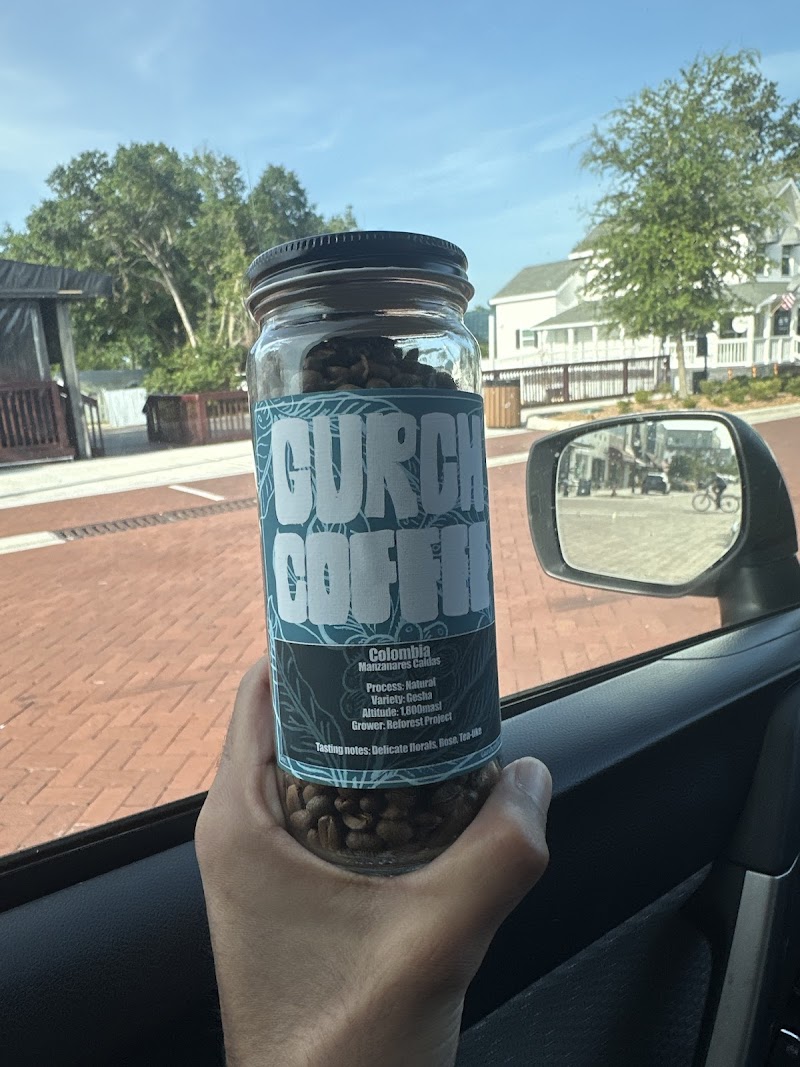 GURCH
COFFEE
Colombia
Manzanares Caldas
Process: Natural
Variety: Gesha
Altitude: 1,800masl
Grower: Reforest Project
Tasting notes: Delicate florals, Rose, Tea-like